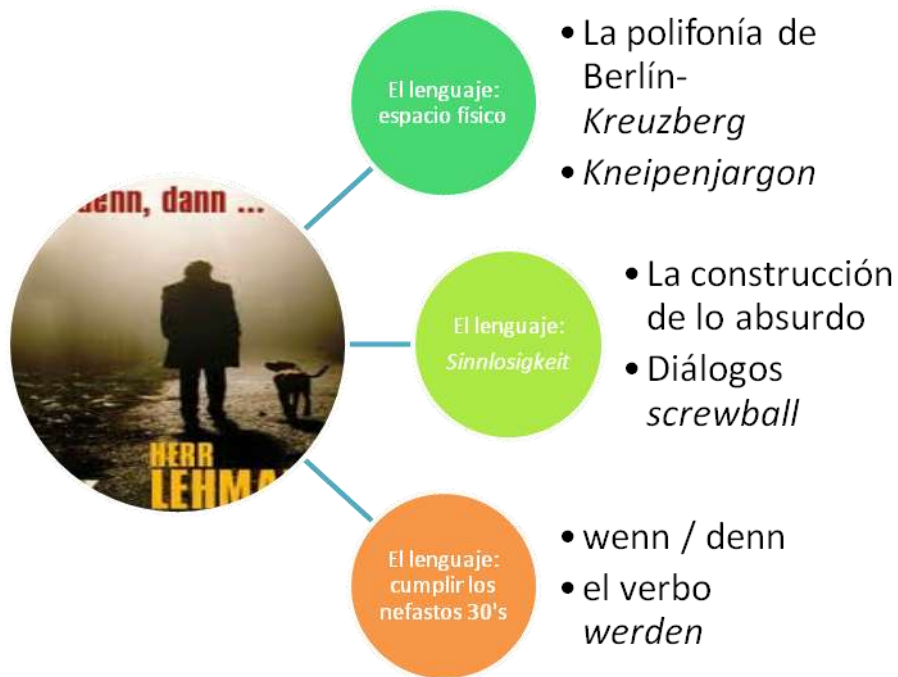 El lenguaje:
espacio físico
• La polifonía de
Berlín-
Kreuzberg
• Kneipenjargon
denn, dann ...
HERR
LEHMA
El lenguaje:
Sinnlosigkeit
• La construcción
de lo absurdo
• Diálogos
screwball
El lenguaje:
cumplir los
nefastos 30's
• wenn / denn
• el verbo
werden